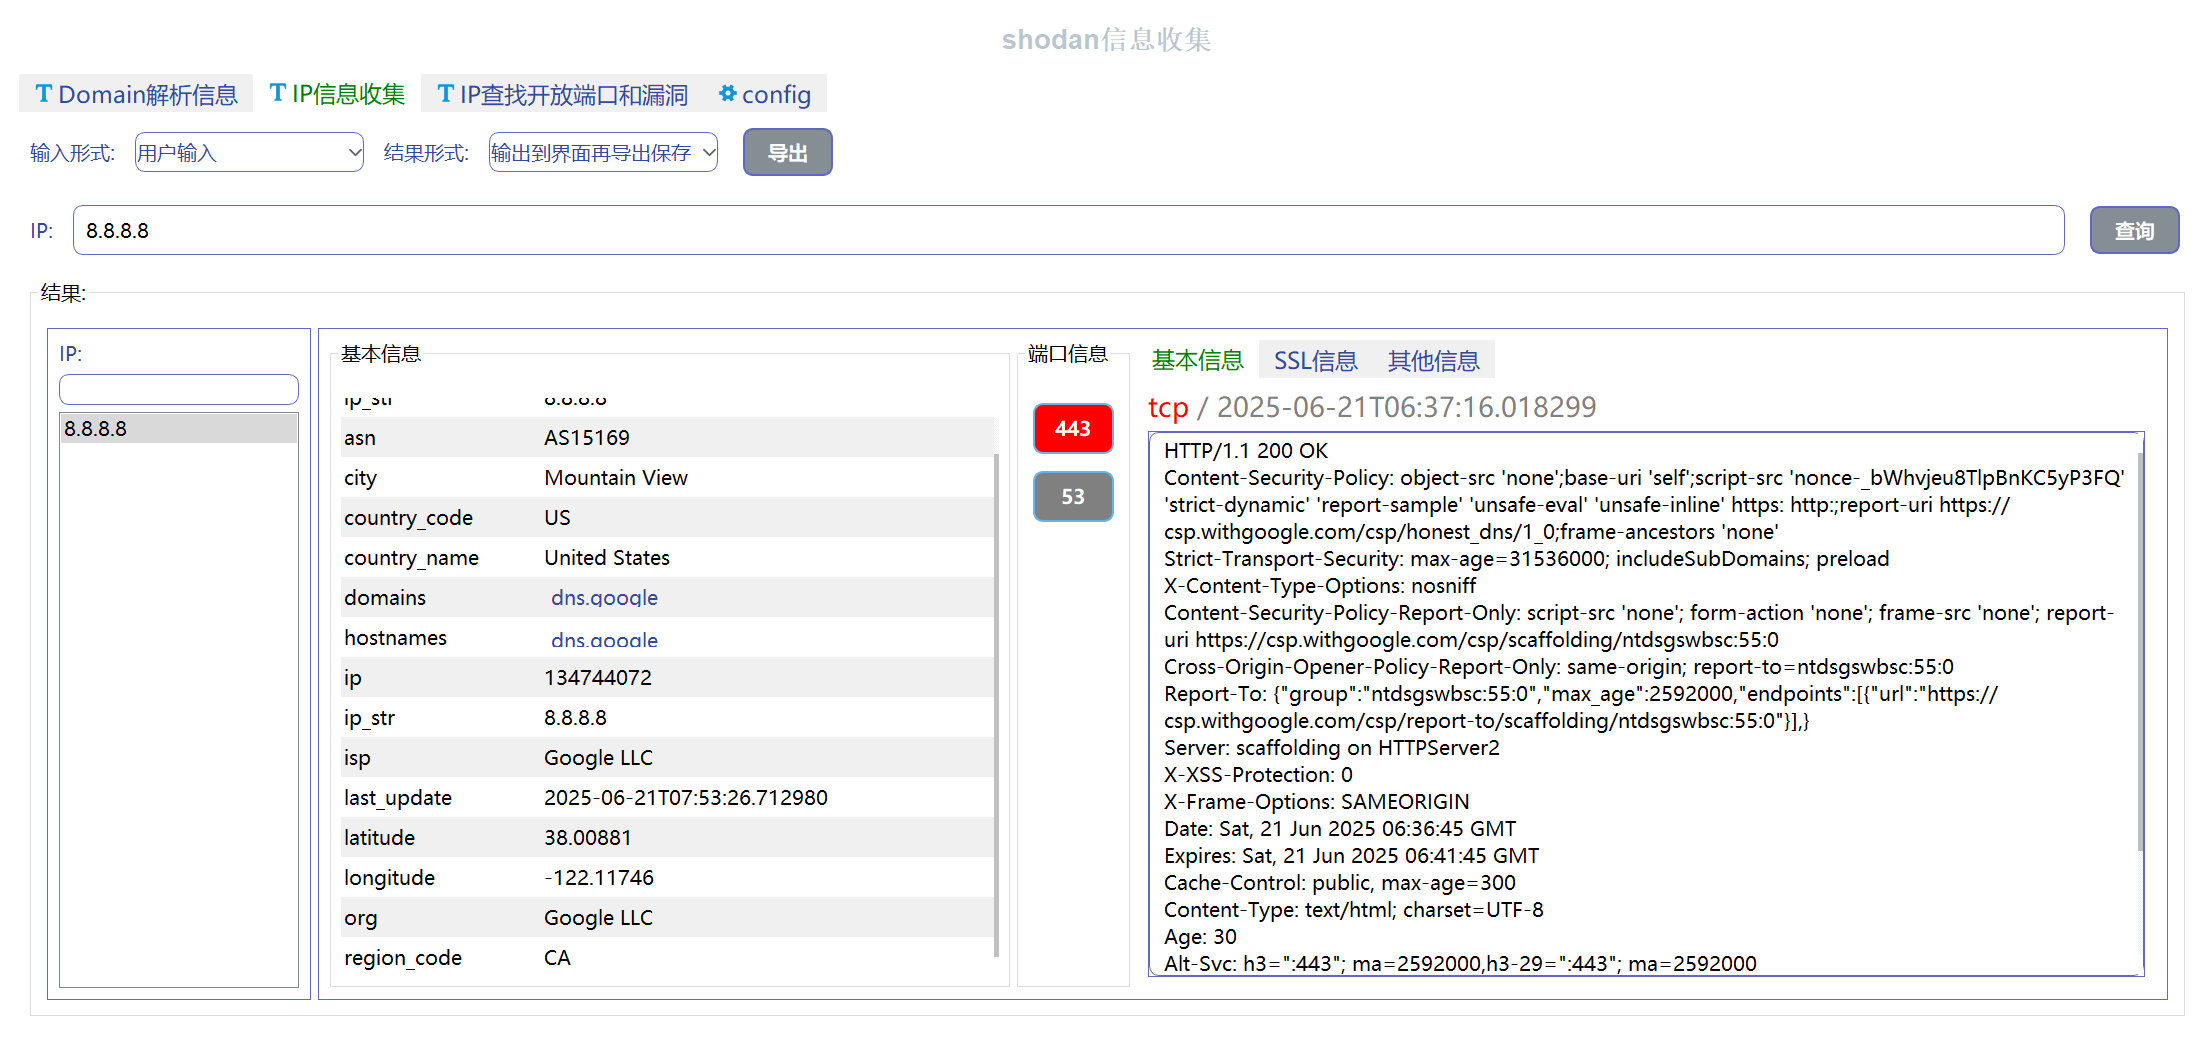 shodan信息收集
Domain解析信息
IP信息收集
IP查找开放端口和漏洞
config
输入形式:
用户输入
结果形式:
输出到界面再导出保存
导出
IP:
8.8.8.8
查询
结果:
IP:
8.8.8.8
基本信息
ip_str 8.8.8.8
asn AS15169
city Mountain View
country_code US
country_name United States
domains dns.google
hostnames dns.google
ip 134744072
ip_str 8.8.8.8
isp Google LLC
last_update 2025-06-21T07:53:26.712980
latitude 38.00881
longitude -122.11746
org Google LLC
region_code CA
端口信息
443
53
基本信息
SSL信息
其他信息
tcp / 2025-06-21T06:37:16.018299
HTTP/1.1 200 OK
Content-Security-Policy: object-src 'none';base-uri 'self';script-src 'nonce-_bWhvjeu8TlpBnKC5yP3FQ'
'strict-dynamic' 'report-sample' 'unsafe-eval' 'unsafe-inline' https: http:;report-uri https://
csp.withgoogle.com/csp/honest_dns/1_0;frame-ancestors 'none'
Strict-Transport-Security: max-age=31536000; includeSubDomains; preload
X-Content-Type-Options: nosniff
Content-Security-Policy-Report-Only: script-src 'none'; form-action 'none'; frame-src 'none'; report-
uri https://csp.withgoogle.com/csp/scaffolding/ntdsgswbsc:55:0
Cross-Origin-Opener-Policy-Report-Only: same-origin; report-to=ntdsgswbsc:55:0
Report-To: {"group":"ntdsgswbsc:55:0","max_age":2592000,"endpoints":[{"url":"https://
csp.withgoogle.com/csp/report-to/scaffolding/ntdsgswbsc:55:0"}],}
Server: scaffolding on HTTPServer2
X-XSS-Protection: 0
X-Frame-Options: SAMEORIGIN
Date: Sat, 21 Jun 2025 06:36:45 GMT
Expires: Sat, 21 Jun 2025 06:41:45 GMT
Cache-Control: public, max-age=300
Content-Type: text/html; charset=UTF-8
Age: 30
Alt-Svc: h3=":443"; ma=2592000,h3-29=":443"; ma=2592000